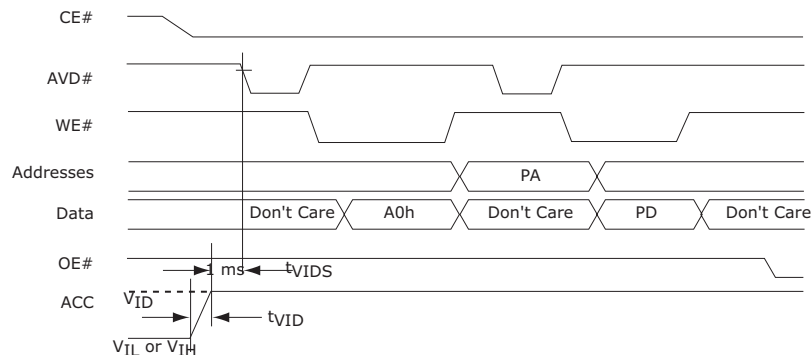 CE#
AVD#
WE#
Addresses PA
Data Don't Care A0h Don't Care PD Don't Care
OE#
1 ms tVIDS
ACC VID
tVID
VIL or VIH